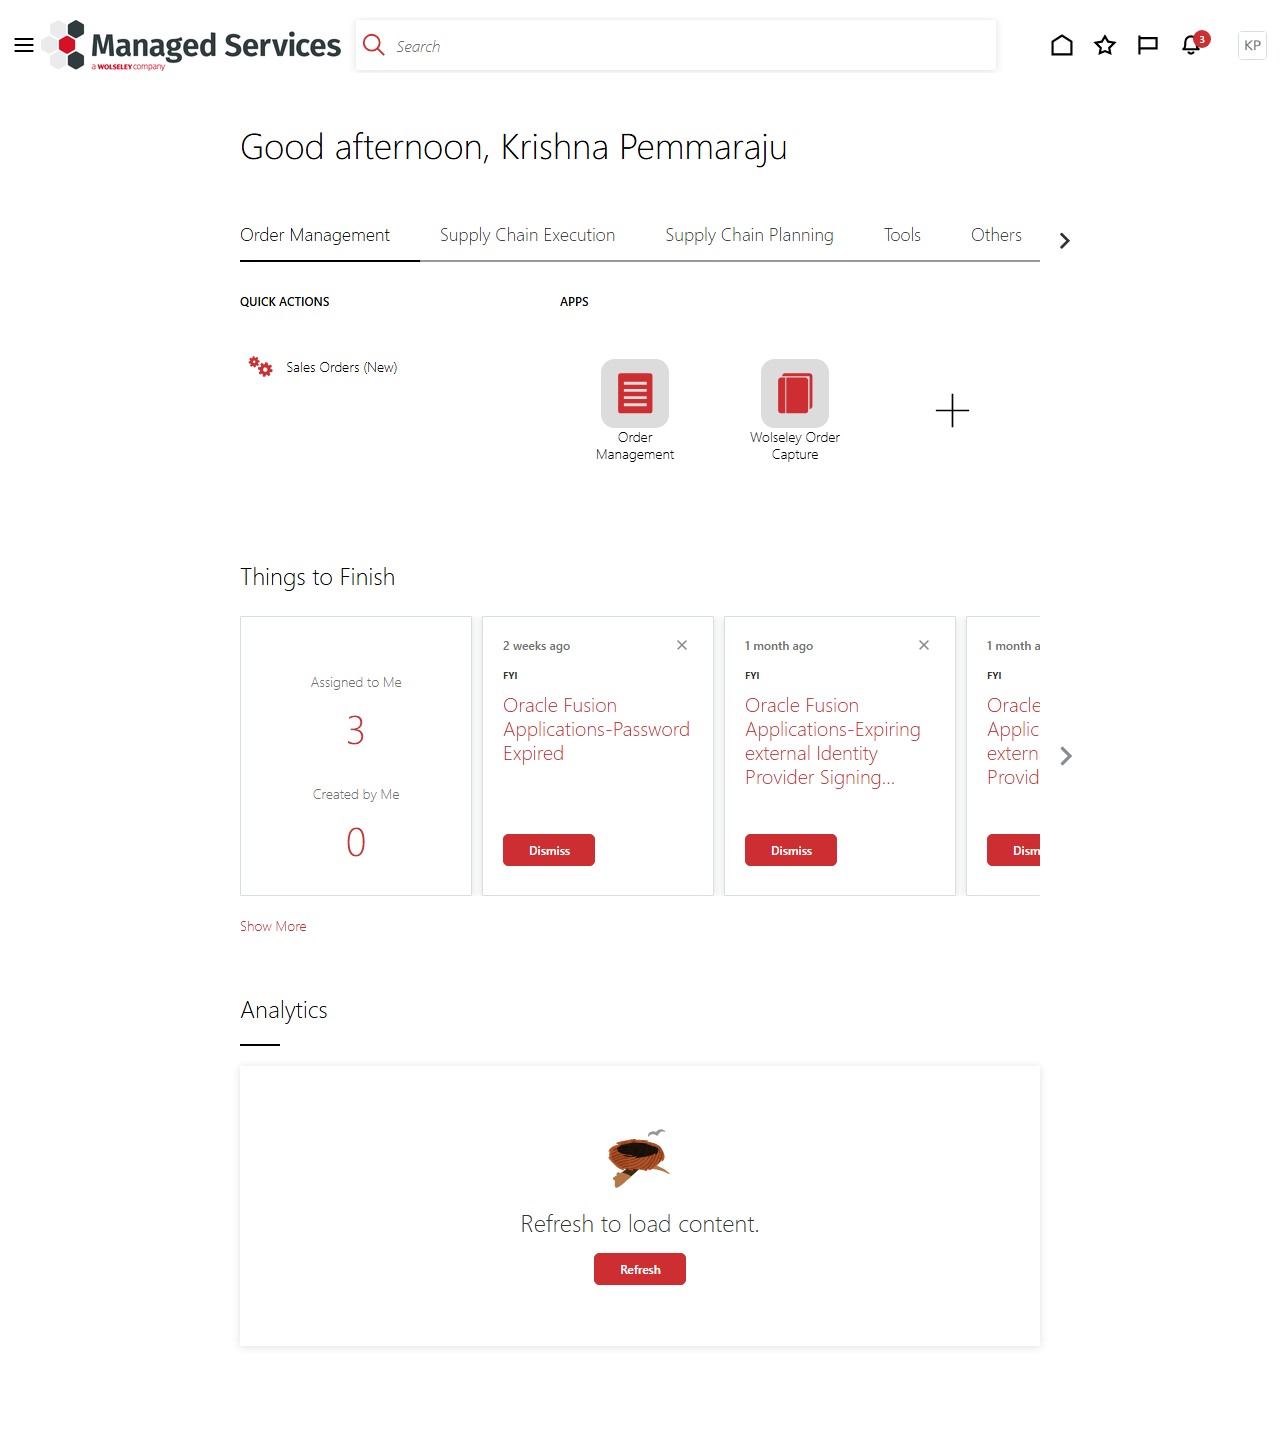 Managed Services
a WOLSELEY company
Search
3
KP
Good afternoon, Krishna Pemmaraju
Order Management
Supply Chain Execution
Supply Chain Planning
Tools
Others
QUICK ACTIONS
APPS
Sales Orders (New)
Order
Management
Wolseley Order
Capture
Things to Finish
Assigned to Me
3
Created by Me
0
2 weeks ago
FYI
Oracle Fusion
Applications-Password
Expired
Dismiss
1 month ago
FYI
Oracle Fusion
Applications-Expiring
external Identity
Provider Signing...
Dismiss
1 month a
FYI
Oracle
Applic
extern
Provid
Dism
Show More
Analytics
Refresh to load content.
Refresh